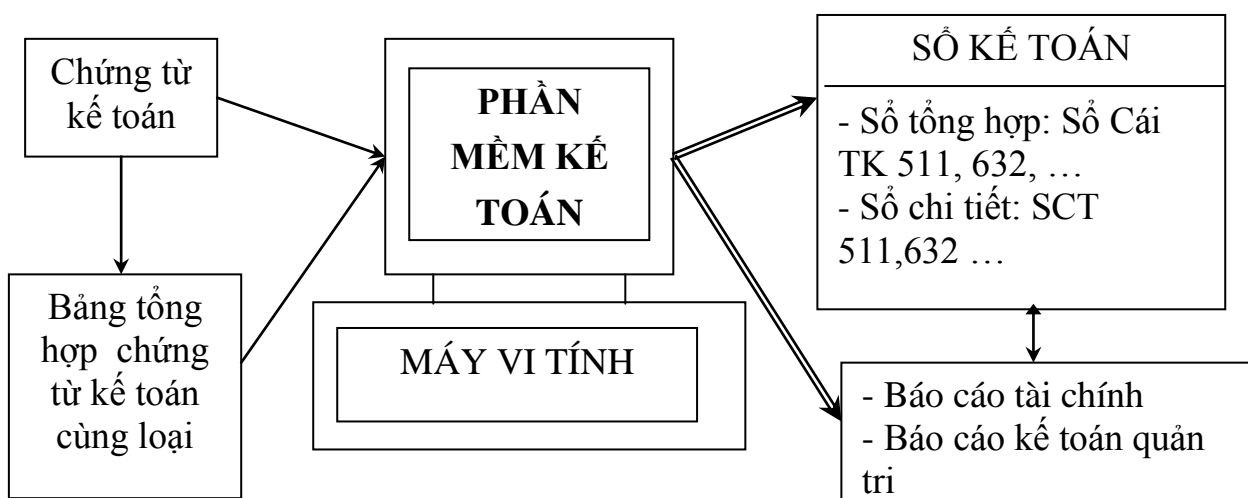 Chứng từ
kế toán
Bảng tổng
hợp chứng
từ kế toán
cùng loại
PHẦN
MỀM KẾ
TOÁN
MÁY VI TÍNH
SỔ KẾ TOÁN
- Sổ tổng hợp: Sổ Cái
TK 511, 632, …
- Sổ chi tiết: SCT
511,632 …
- Báo cáo tài chính
- Báo cáo kế toán quản
tri